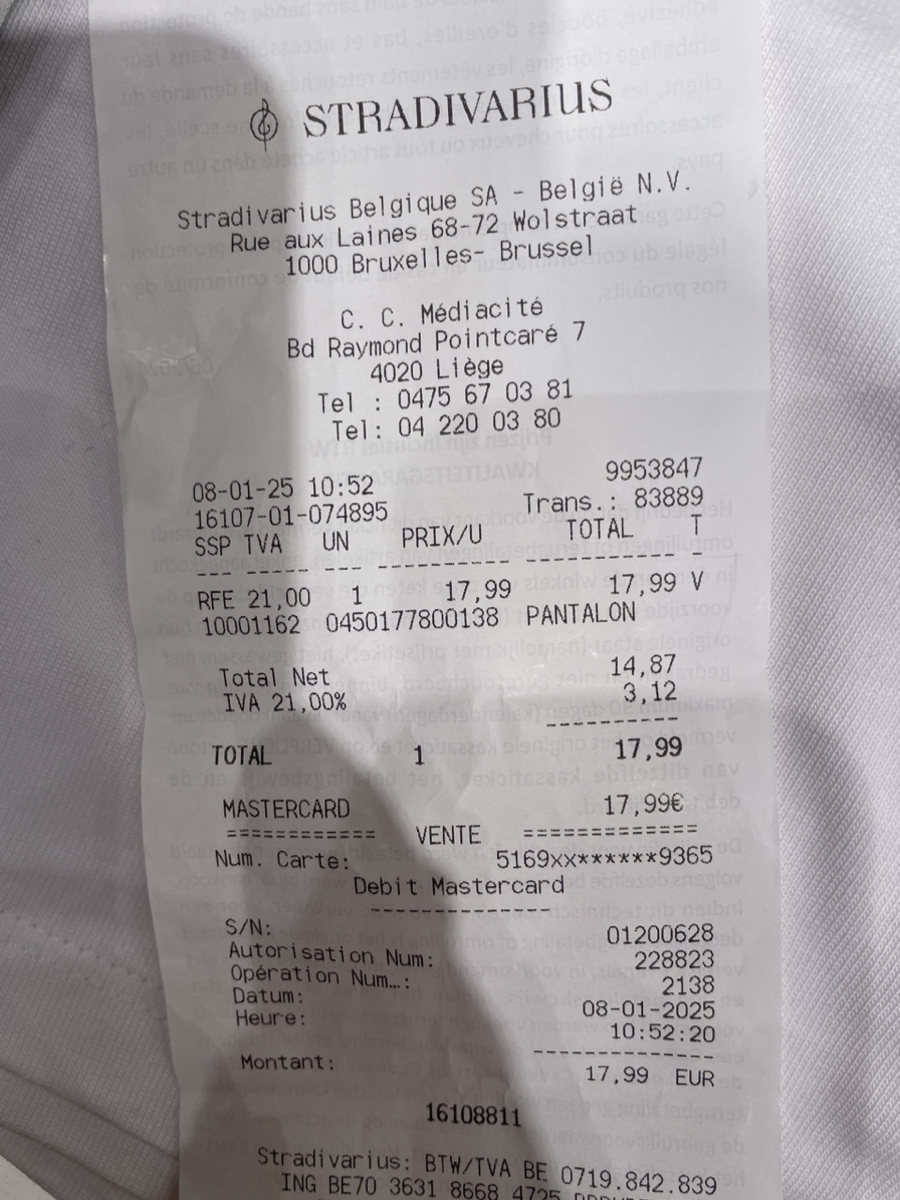 STRADIVARIUS
Stradivarius Belgique SA - België N.V.
Rue aux Laines 68-72 Wolstraat
1000 Bruxelles- Brussel
C. C. Médiacité
Bd Raymond Pointcaré 7
4020 Liège
Tel : 0475 67 03 81
Tel: 04 220 03 80
08-01-25 10:52 9953847
16107-01-074895 Trans.: 83889
SSP TVA UN PRIX/U TOTAL T
--- -------- --- ---------- ------------ -
RFE 21,00 1 17,99 17,99 V
10001162 0450177800138 PANTALON
Total Net 14,87
IVA 21,00% 3,12
----------
TOTAL 1 17,99
MASTERCARD 17,99€
============ VENTE ==============
Num. Carte: 5169xx******9365
Debit Mastercard
--------------
S/N: 01200628
Autorisation Num: 228823
Opération Num…: 2138
Datum: 08-01-2025
Heure: 10:52:20
--------------
Montant: 17,99 EUR
16108811
Stradivarius: BTW/TVA BE 0719.842.839
ING BE70 3631 8668 4725